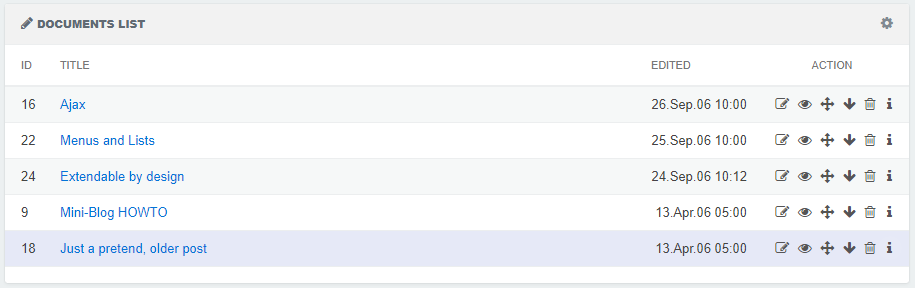 DOCUMENTS LIST
ID TITLE EDITED ACTION
16 Ajax 26.Sep.06 10:00
22 Menus and Lists 25.Sep.06 10:00
24 Extendable by design 24.Sep.06 10:12
9 Mini-Blog HOWTO 13.Apr.06 05:00
18 Just a pretend, older post 13.Apr.06 05:00